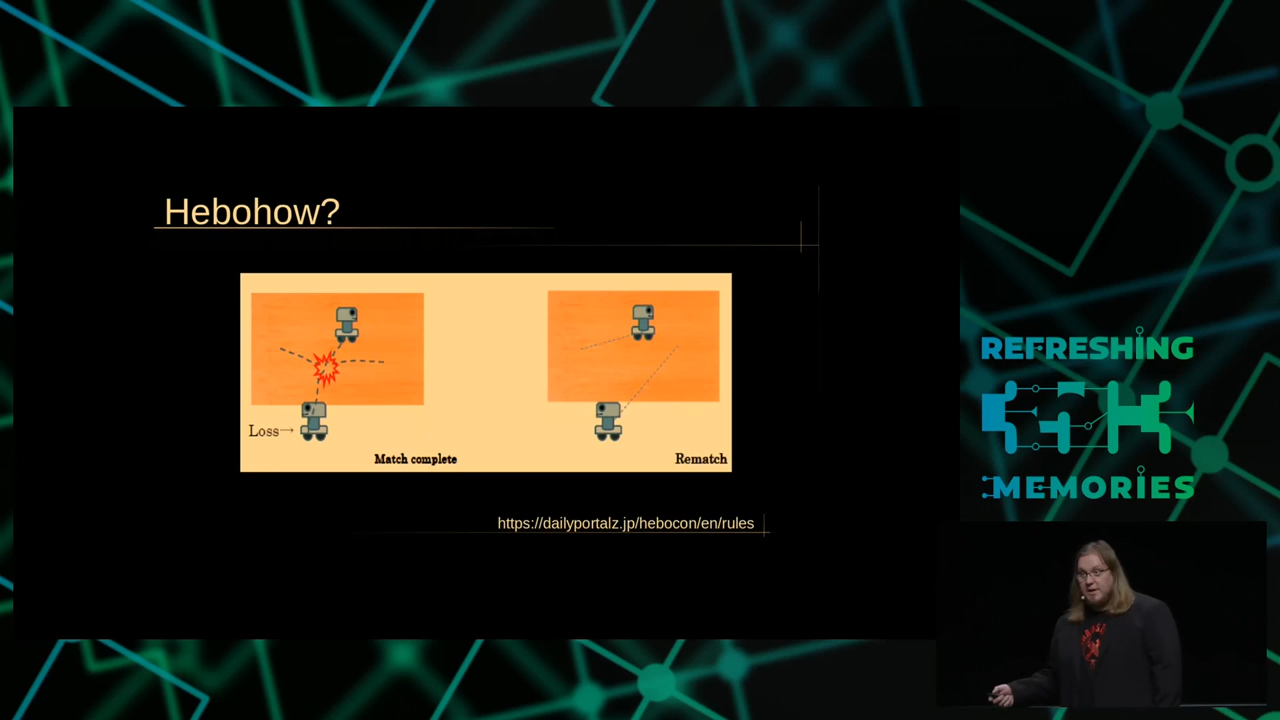 Hebohow?
Loss→
Match complete
Rematch
https://dailyportalz.jp/hebocon/en/rules
REFRESHING
MEMORIES